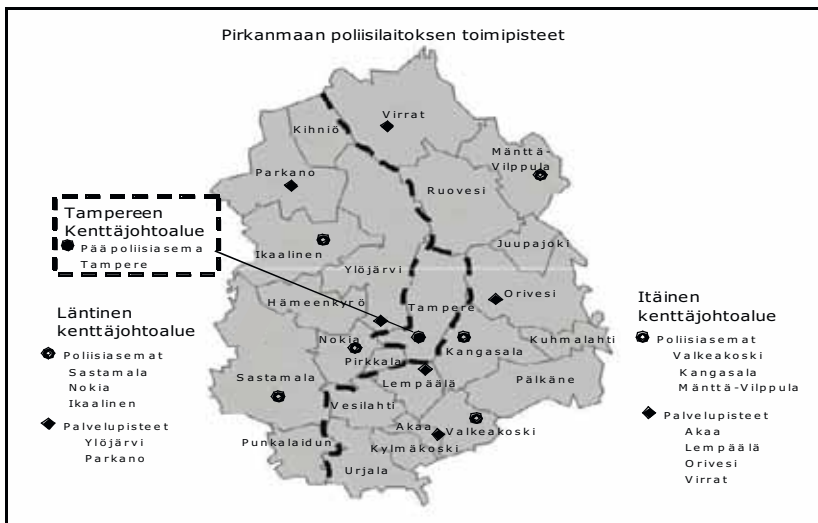 Pirkanmaan poliisilaitoksen toimipisteet
Virrat
Kihniö
Mänttä-
Vilppula
Parkano
Ruovesi
Tampereen
Kenttäjohtoalue
Pääpoliisiasema
Tampere
Ikaalinen
Juupajoki
Ylöjärvi
Orivesi
Hämeenkyrö
Tampere
Läntinen
kenttäjohtoalue
Poliisiasemat
Sastamala
Nokia
Ikaalinen
Palvelupisteet
Ylöjärvi
Parkano
Nokia
Pirkkala
Kangasala
Kuhmalahti
Sastamala
Lempäälä
Pälkäne
Vesilahti
Akaa
Valkeakoski
Punkalaidun
Kylmäkoski
Urjala
Itäinen
kenttäjohtoalue
Poliisiasemat
Valkeakoski
Kangasala
Mänttä-Vilppula
Palvelupisteet
Akaa
Lempäälä
Orivesi
Virrat